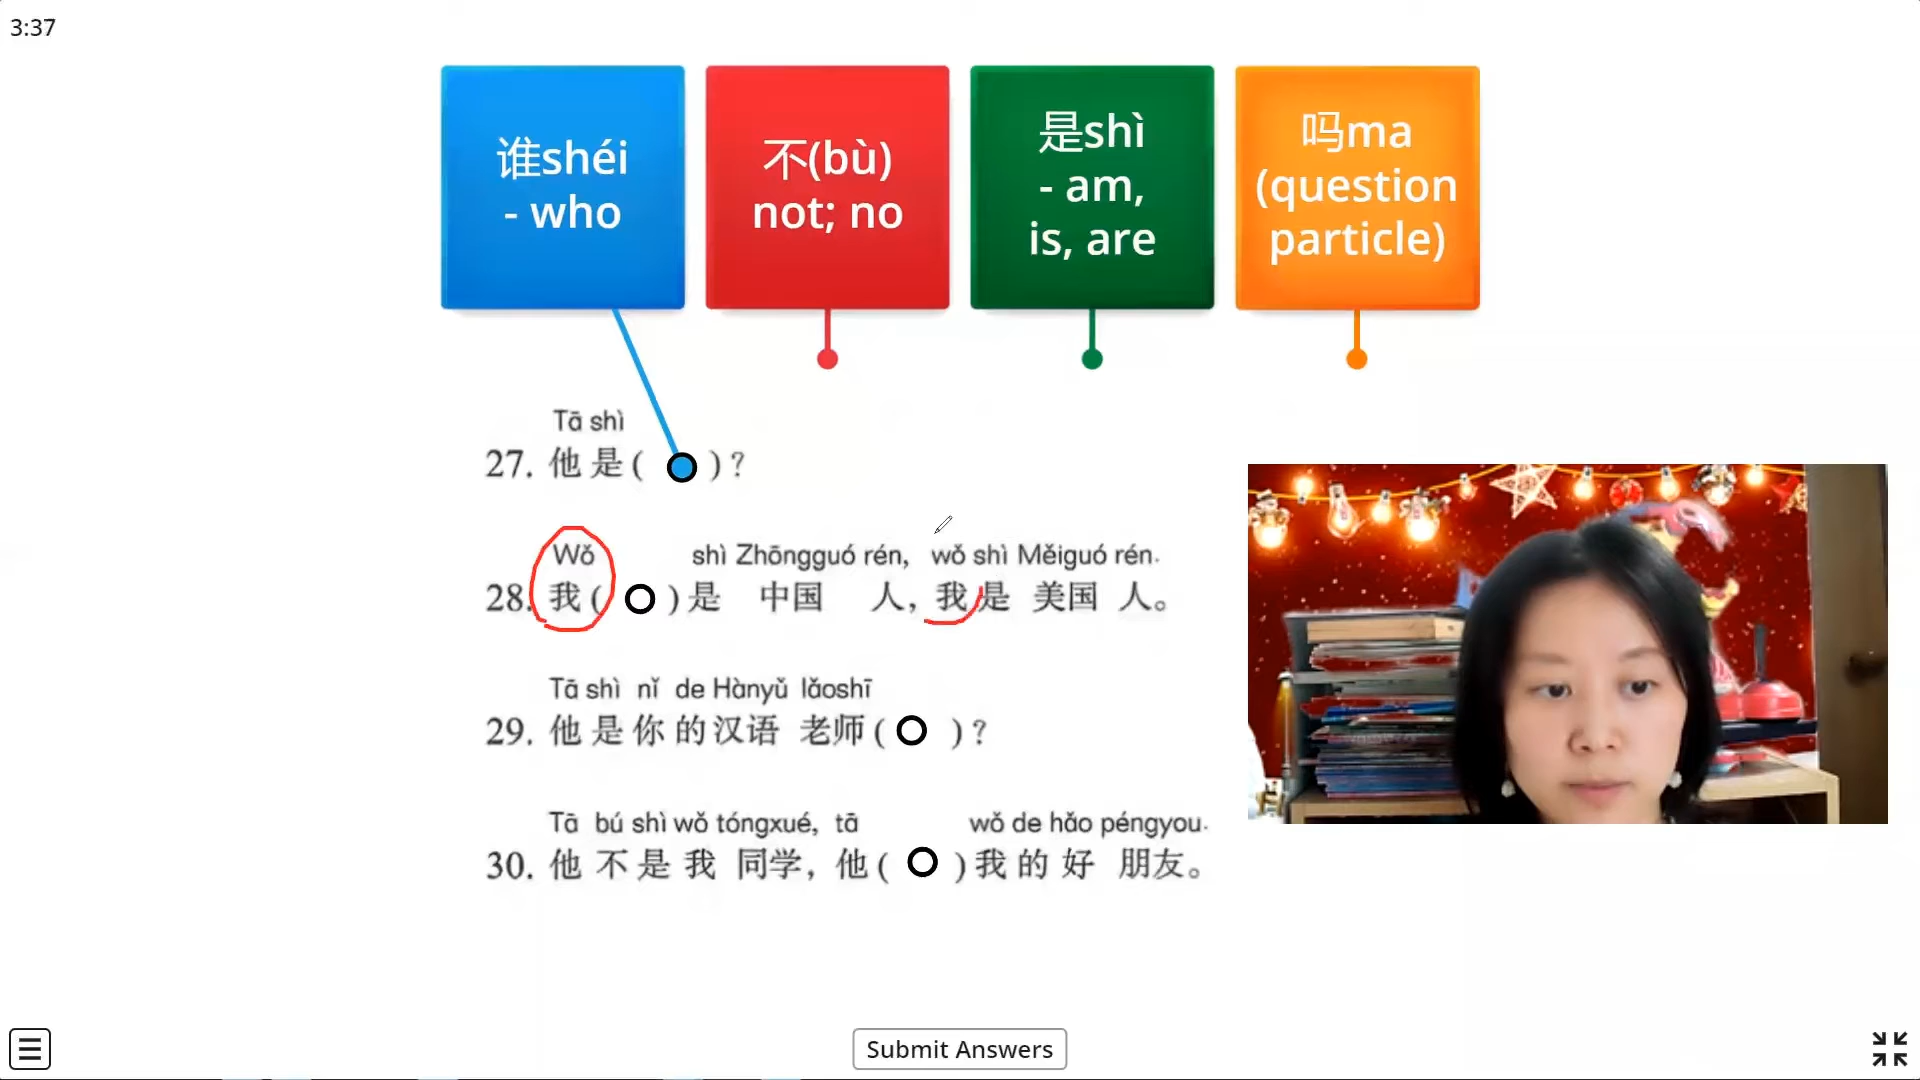 3:37
谁shéi
- who
不(bù)
not; no
是shì
- am,
is, are
吗ma
(question
particle)
Tā shì
27. 他是( )?
Wǒ shì Zhōngguó rén, wǒ shì Měiguó rén.
28. 我( )是 中国 人,我是 美国 人。
Tā shì nǐ de Hànyǔ lǎoshī
29. 他是你的汉语 老师( )?
Tā bú shì wǒ tóngxué, tā wǒ de hǎo péngyou.
30. 他 不是我 同学,他( )我的好 朋友。
Submit Answers